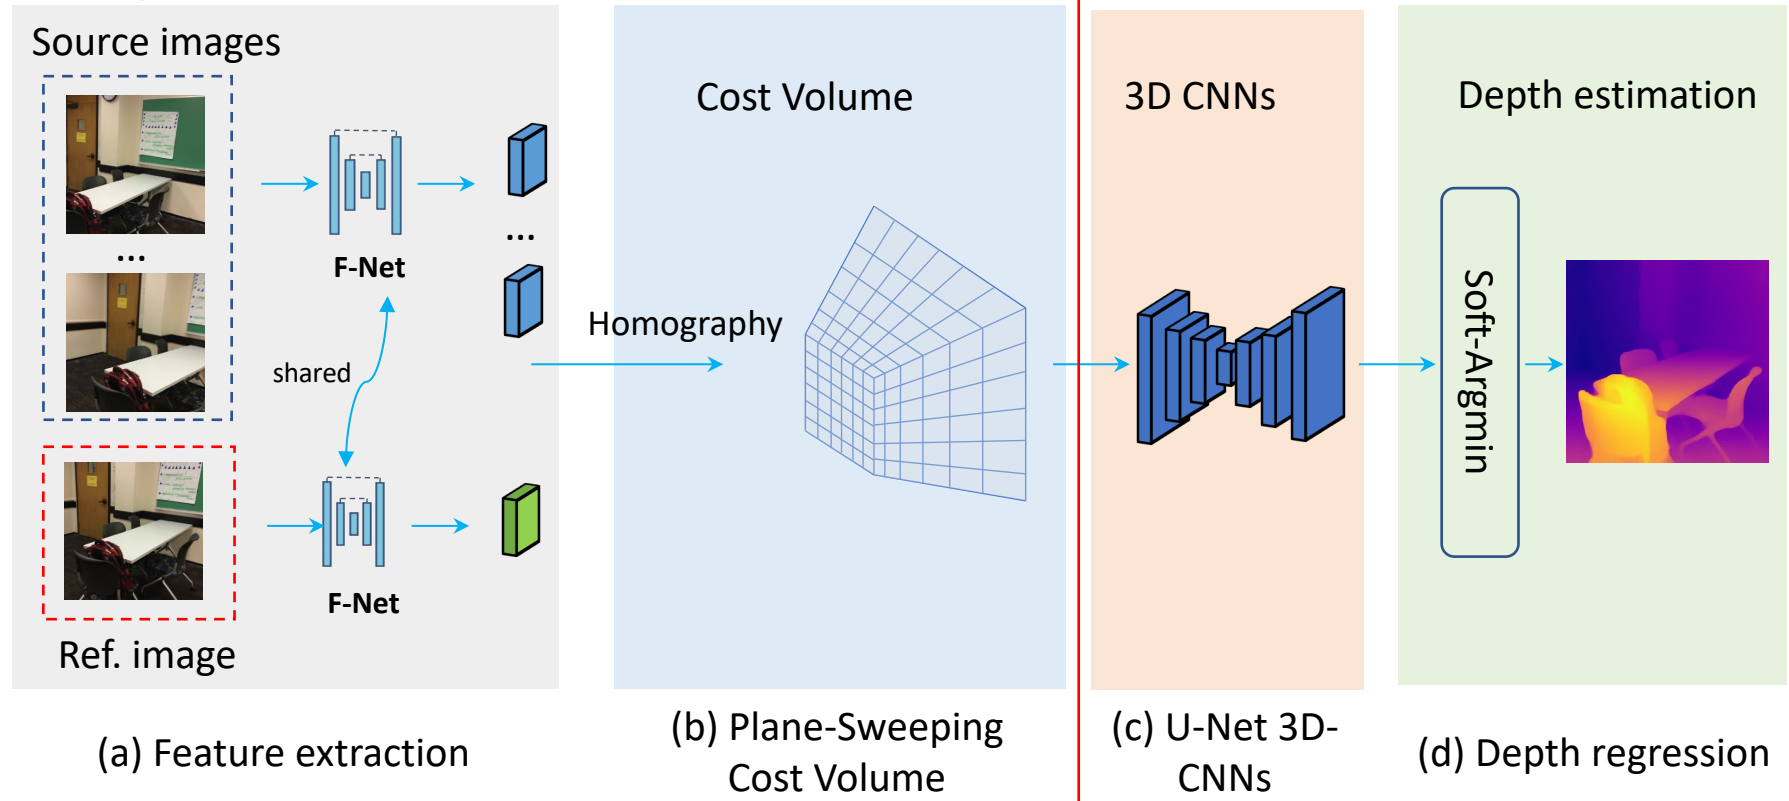 Source images
...
F-Net
...
shared
F-Net
Ref. image
(a) Feature extraction
Cost Volume
Homography
(b) Plane-Sweeping
Cost Volume
3D CNNs
(c) U-Net 3D-
CNNs
Depth estimation
Soft-Argmin
(d) Depth regression